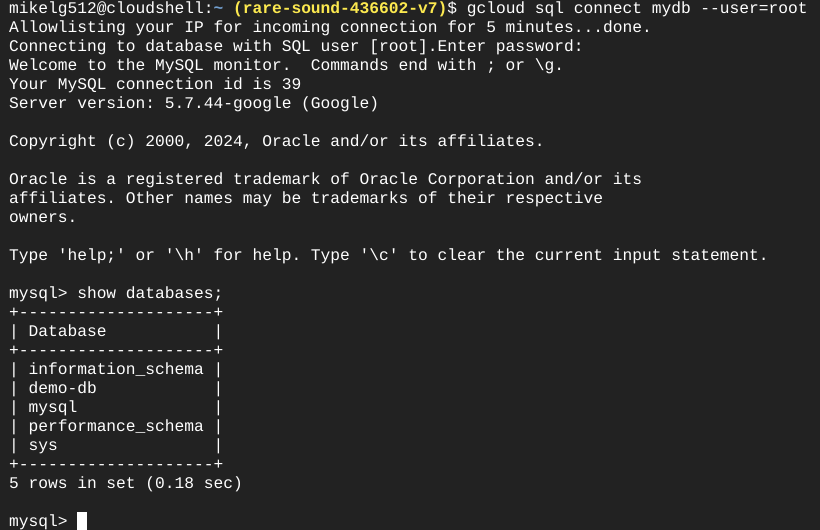 mikelg512@cloudshell:~ (rare-sound-436602-v7)$ gcloud sql connect mydb --user=root
Allowlisting your IP for incoming connection for 5 minutes...done.
Connecting to database with SQL user [root].Enter password:
Welcome to the MySQL monitor.  Commands end with ; or \g.
Your MySQL connection id is 39
Server version: 5.7.44-google (Google)

Copyright (c) 2000, 2024, Oracle and/or its affiliates.

Oracle is a registered trademark of Oracle Corporation and/or its
affiliates. Other names may be trademarks of their respective
owners.

Type 'help;' or '\h' for help. Type '\c' to clear the current input statement.

mysql> show databases;
+--------------------+
| Database           |
+--------------------+
| information_schema |
| demo-db            |
| mysql              |
| performance_schema |
| sys                |
+--------------------+
5 rows in set (0.18 sec)

mysql>